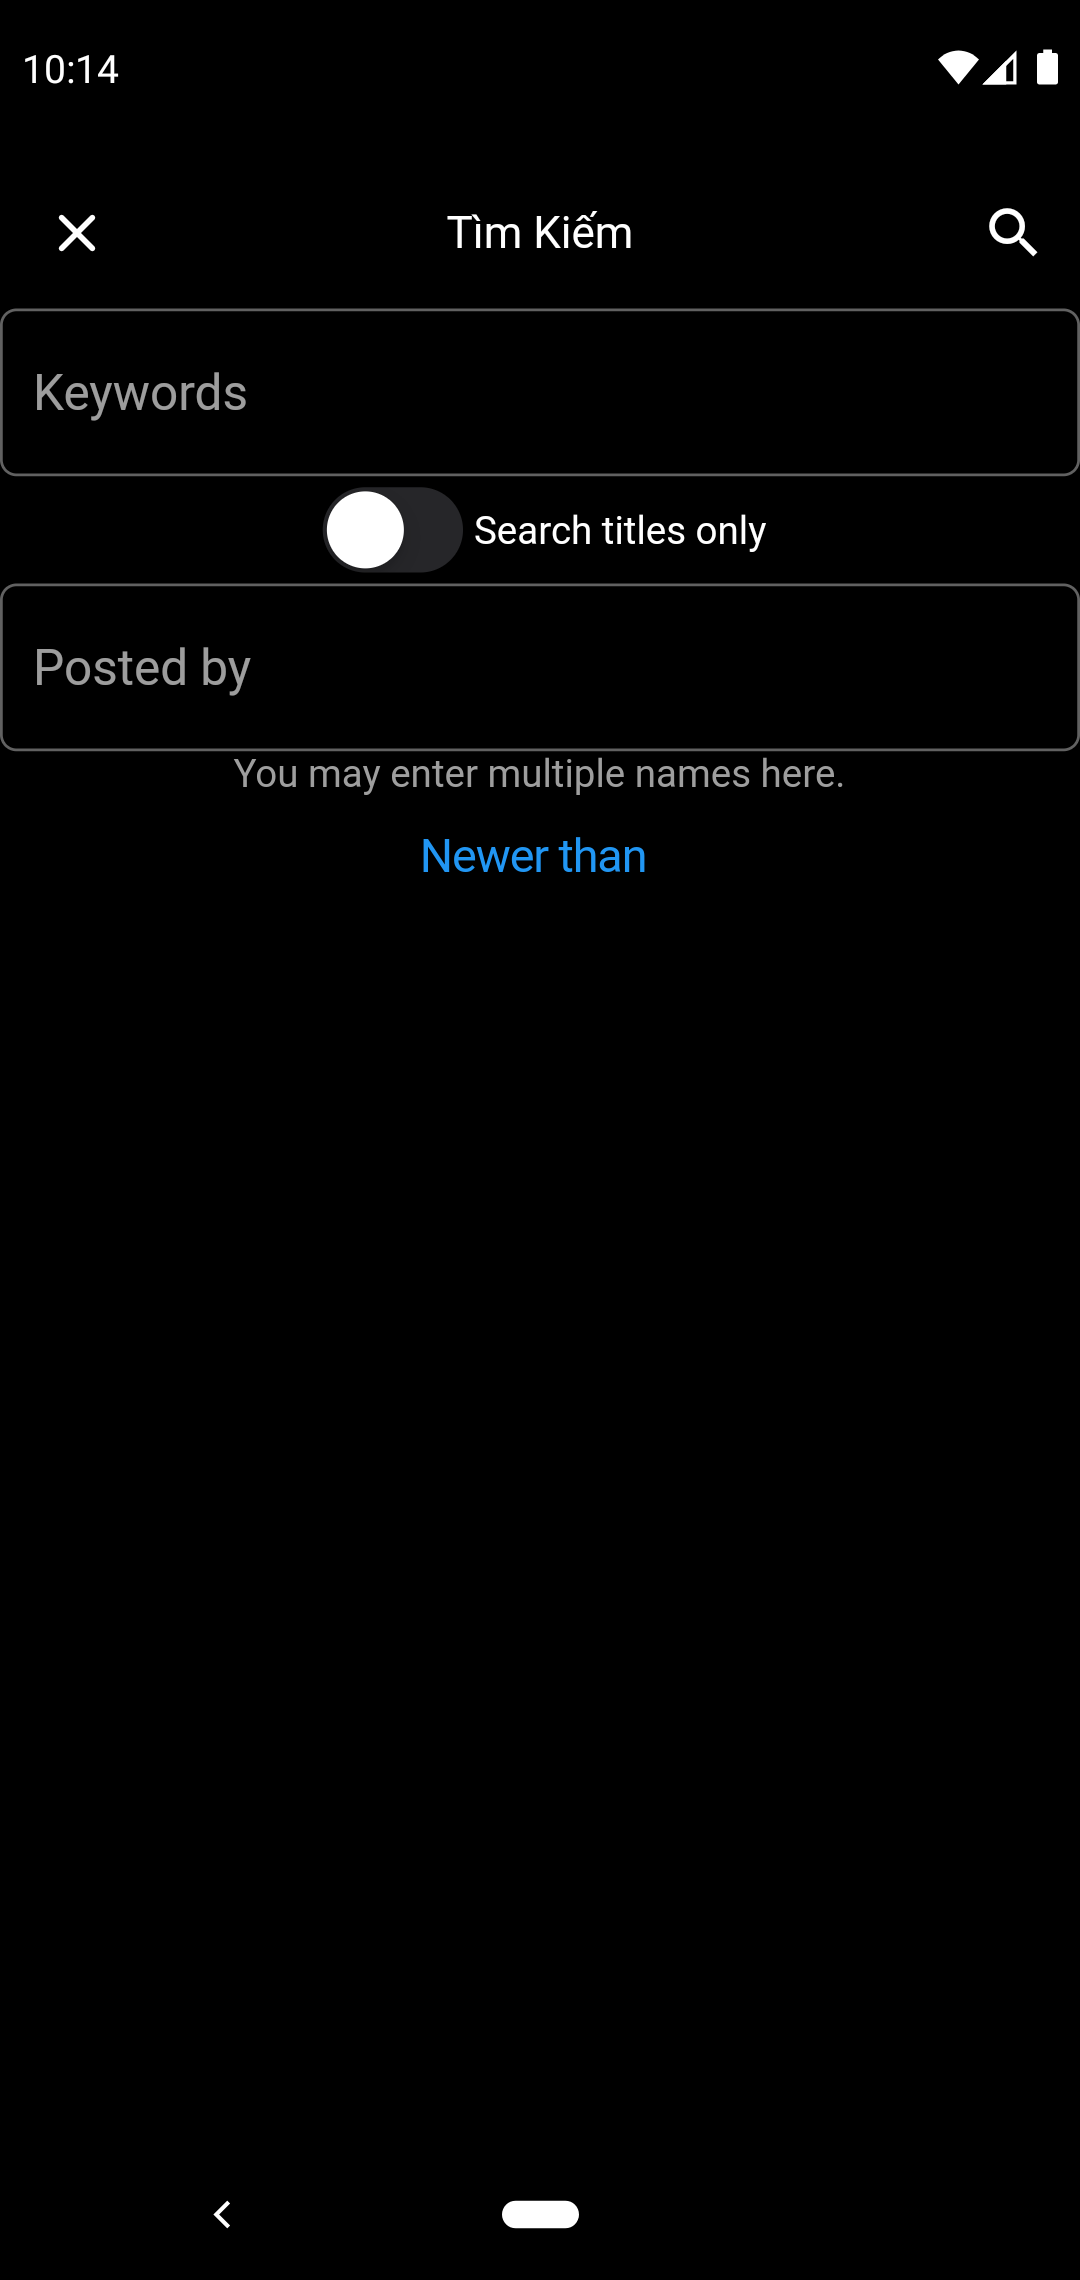 10:14
Tìm Kiếm
Keywords
Search titles only
Posted by
You may enter multiple names here.
Newer than